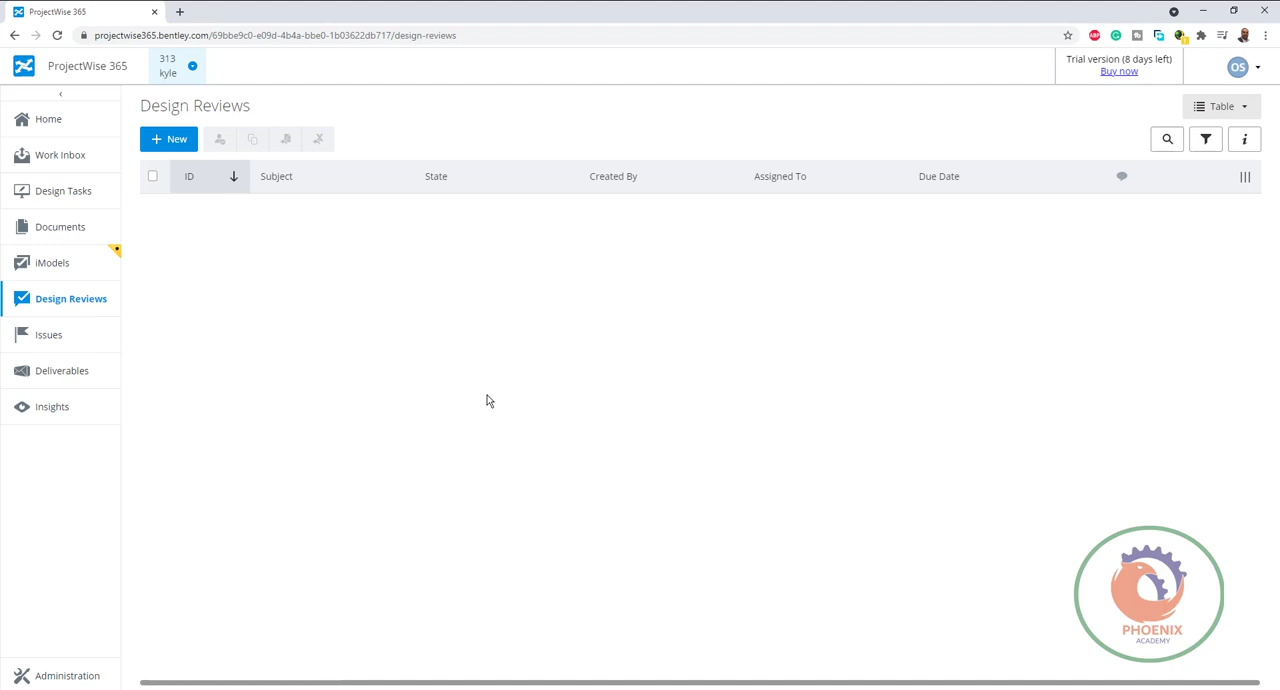 ProjectWise 365
projectwise365.bentley.com/69bbe9c0-e09d-4b4a-bbe0-1b03622db717/design-reviews
ABP
ProjectWise 365
313
kyle
Trial version (8 days left)
Buy now
OS
Home
Work Inbox
Design Tasks
Documents
iModels
Design Reviews
Issues
Deliverables
Insights
Administration
Design Reviews
Table
+ New
ID
Subject
State
Created By
Assigned To
Due Date
PHOENIX
ACADEMY